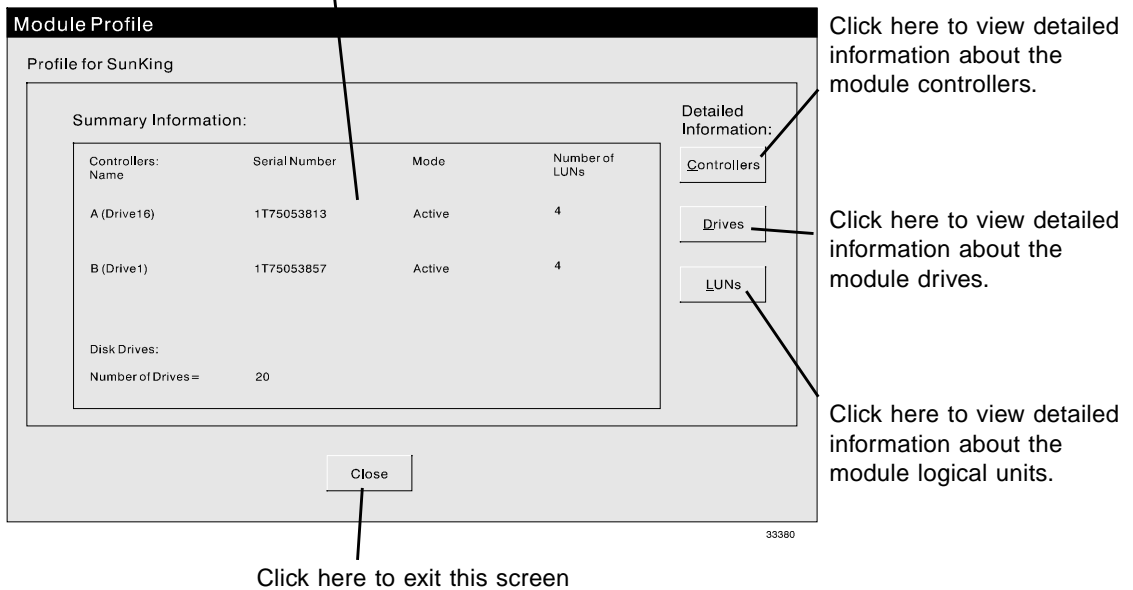 Module Profile
Profile for SunKing
Summary Information:
Controllers: Name Serial Number Mode Number of LUNs
A (Drive16) 1T75053813 Active 4
B (Drive1) 1T75053857 Active 4
Disk Drives:
Number of Drives = 20
Detailed
Information:
Controllers
Drives
LUNs
Close
Click here to view detailed
information about the
module controllers.
Click here to view detailed
information about the
module drives.
Click here to view detailed
information about the
module logical units.
33380
Click here to exit this screen